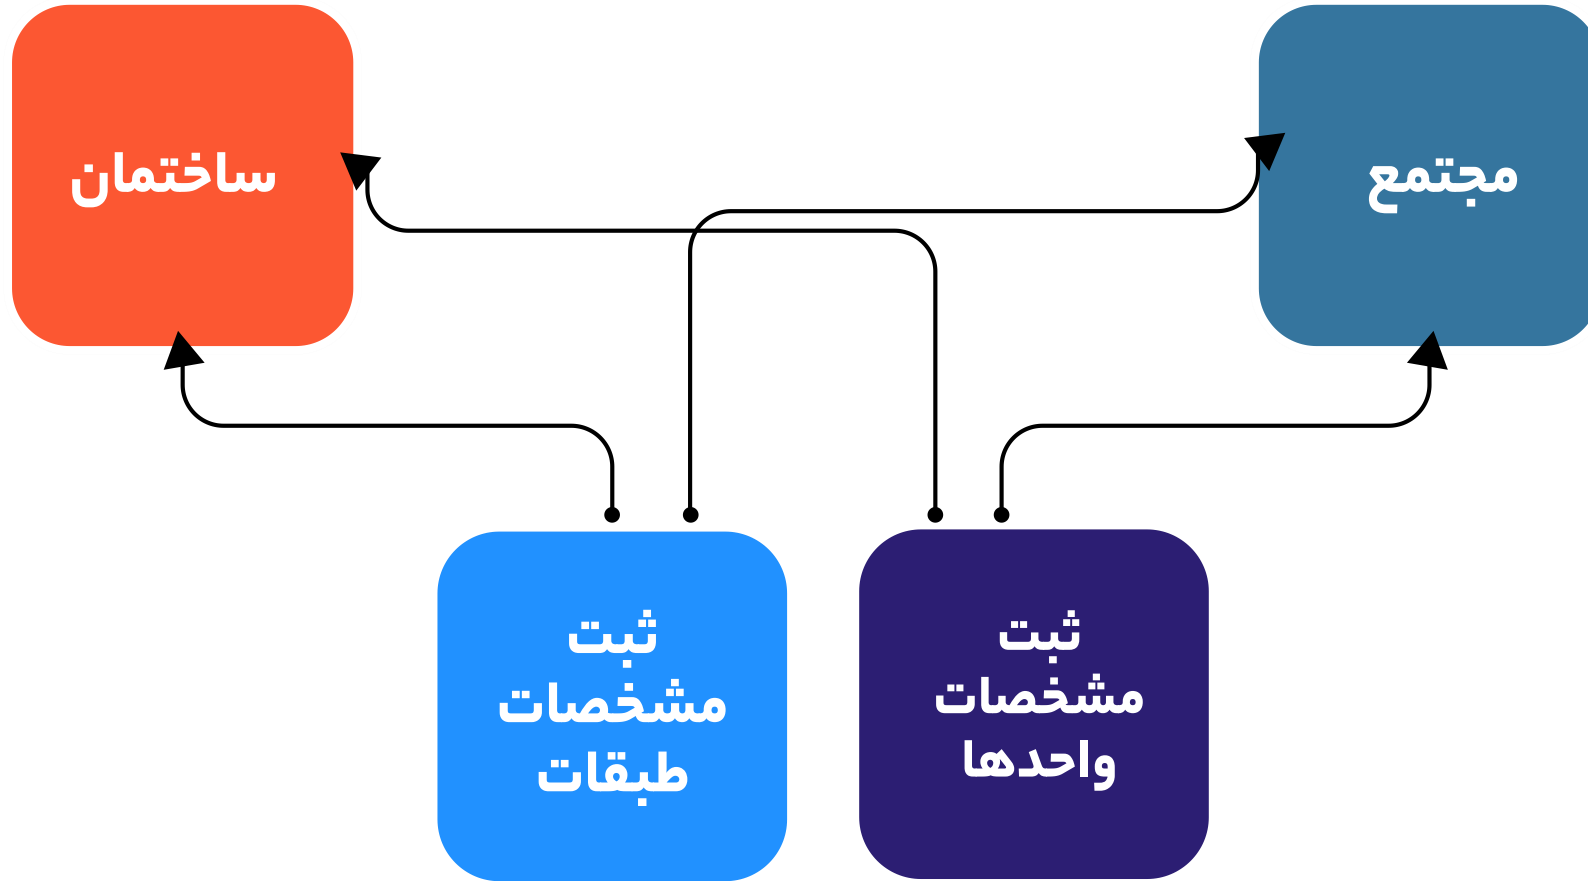 مجتمع
ساختمان
ثبت
مشخصات
واحدها
ثبت
مشخصات
طبقات